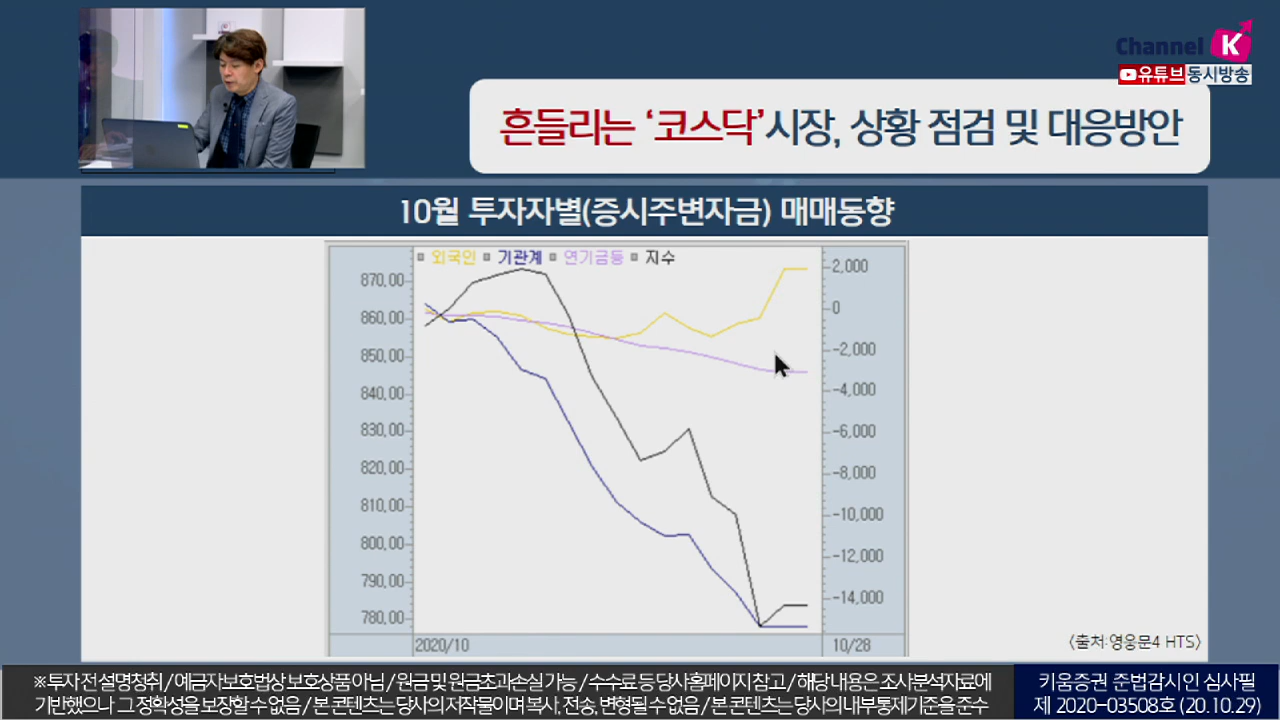 Channel K
유튜브동시방송
흔들리는 ‘코스닥’시장, 상황 점검 및 대응방안
10월 투자자별(증시주변자금) 매매동향
외국인 기관계 연기금등 지수
870,00
860,00
850,00
840,00
830,00
820,00
810,00
800,00
790,00
780,00
2,000
0
-2,000
-4,000
-6,000
-8,000
-10,000
-12,000
-14,000
2020/10
10/28
<출처:영웅문4 HTS>
※투자 전 설명청취 / 예금자보호법상 보호상품 아님 / 원금 및 원금초과손실 가능 / 수수료 등 당사홈페이지 참고 / 해당 내용은 조사분석자료에
기반했으나 그 정확성을 보장할 수 없음 / 본 콘텐츠는 당사의 저작물이며 복사, 전송, 변형될 수 없음 / 본 콘텐츠는 당사의 내부통제기준을 준수
키움증권 준법감시인 심사필
제 2020-03508호 (20.10.29)